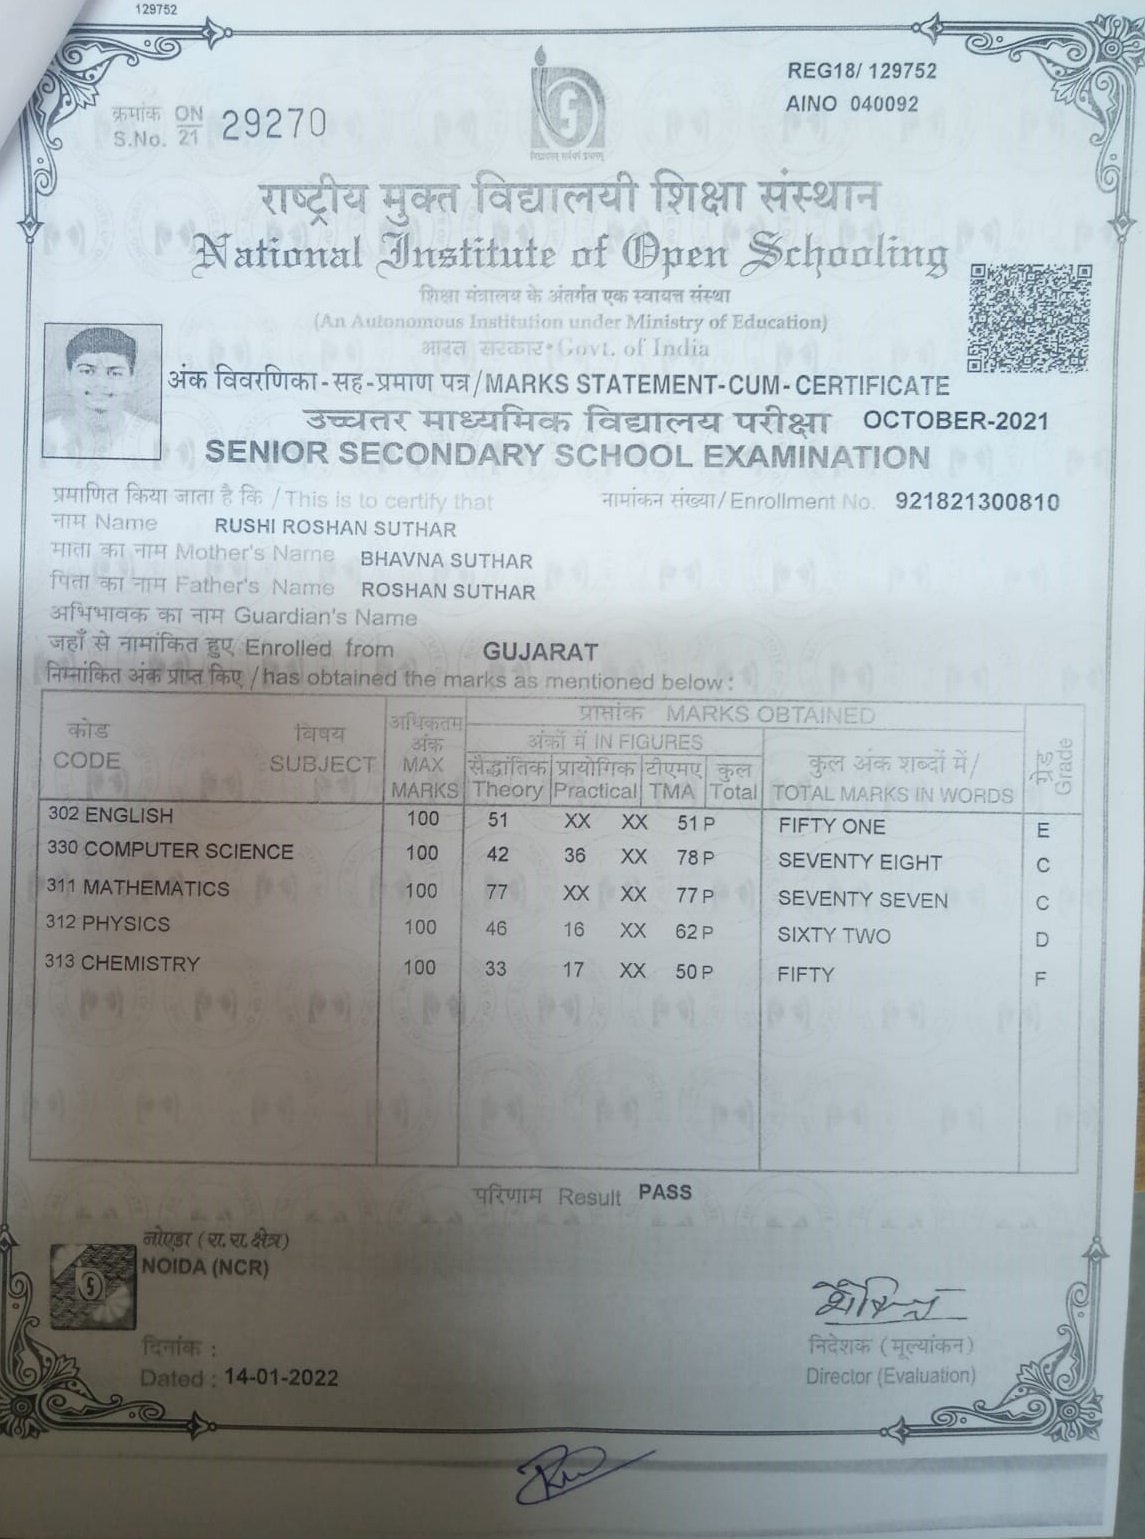 129752
REG18/ 129752
AINO 040092
क्रमांक ON
S.No. 21 29270
राष्ट्रीय मुक्त विद्यालयी शिक्षा संस्थान
National Institute of Open Schooling
शिक्षा मंत्रालय के अंतर्गत एक स्वायत्त संस्था
(An Autonomous Institution under Ministry of Education)
भारत सरकार • Govt. of India
अंक विवरणिका-सह-प्रमाण पत्र/MARKS STATEMENT-CUM-CERTIFICATE
उच्चतर माध्यमिक विद्यालय परीक्षा OCTOBER-2021
SENIOR SECONDARY SCHOOL EXAMINATION
प्रमाणित किया जाता है कि / This is to certify that नामांकन संख्या/ Enrollment No. 921821300810
नाम Name RUSHI ROSHAN SUTHAR
माता का नाम Mother's Name BHAVNA SUTHAR
पिता का नाम Father's Name ROSHAN SUTHAR
अभिभावक का नाम Guardian's Name
जहाँ से नामांकित हुए Enrolled from GUJARAT
निम्नांकित अंक प्राप्त किए / has obtained the marks as mentioned below :
कोड CODE विषय SUBJECT अधिकतम अंक MAX MARKS प्राप्तांक MARKS OBTAINED
अंकों में IN FIGURES कुल अंक शब्दों में/ TOTAL MARKS IN WORDS ग्रेड Grade
सैद्धांतिक Theory प्रायोगिक Practical टीएमए TMA कुल Total
302 ENGLISH 100 51 XX XX 51 P FIFTY ONE E
330 COMPUTER SCIENCE 100 42 36 XX 78 P SEVENTY EIGHT C
311 MATHEMATICS 100 77 XX XX 77 P SEVENTY SEVEN C
312 PHYSICS 100 46 16 XX 62 P SIXTY TWO D
313 CHEMISTRY 100 33 17 XX 50 P FIFTY F
परिणाम Result PASS
नोएडा (रा.रा.क्षेत्र)
NOIDA (NCR)
दिनांक :
Dated : 14-01-2022
निदेशक (मूल्यांकन)
Director (Evaluation)